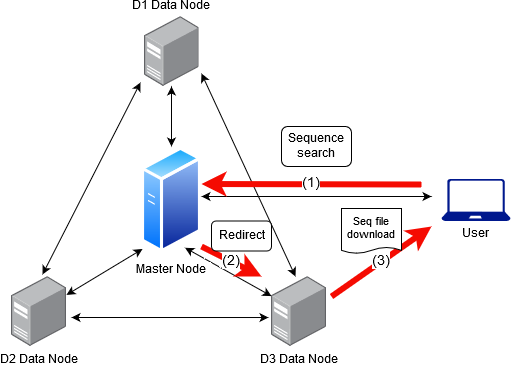 D1 Data Node
Sequence
search
(1)
Seq file
download
User
Redirect
(2)
(3)
Master Node
D2 Data Node
D3 Data Node